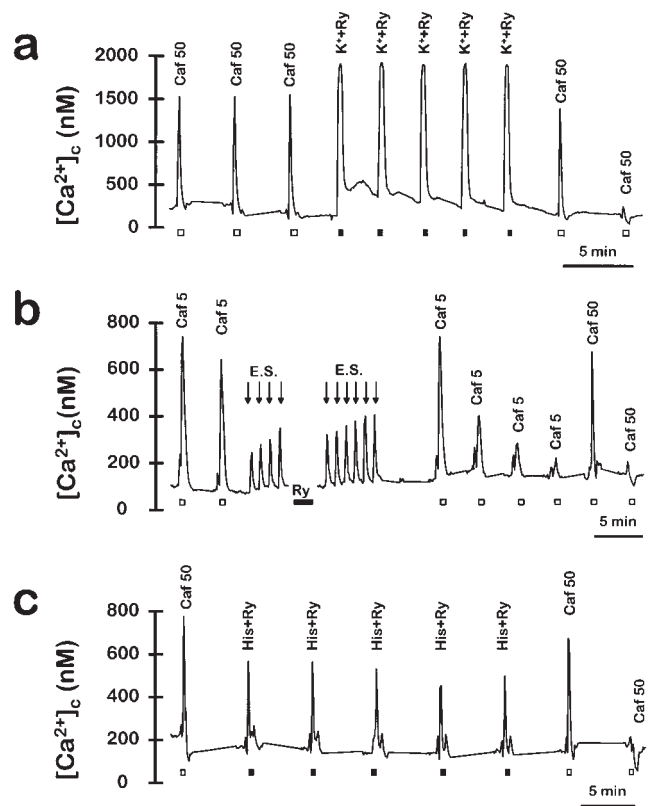 a
[Ca²⁺]c (nM)
2000
1500
1000
500
0
Caf 50
Caf 50
Caf 50
K⁺+Ry
K⁺+Ry
K⁺+Ry
K⁺+Ry
K⁺+Ry
Caf 50
Caf 50
5 min
b
[Ca²⁺]c (nM)
800
600
400
200
0
Caf 5
Caf 5
E.S.
Ry
E.S.
Caf 5
Caf 5
Caf 5
Caf 5
Caf 50
Caf 50
5 min
c
[Ca²⁺]c (nM)
800
600
400
200
0
Caf 50
His+Ry
His+Ry
His+Ry
His+Ry
His+Ry
Caf 50
Caf 50
5 min